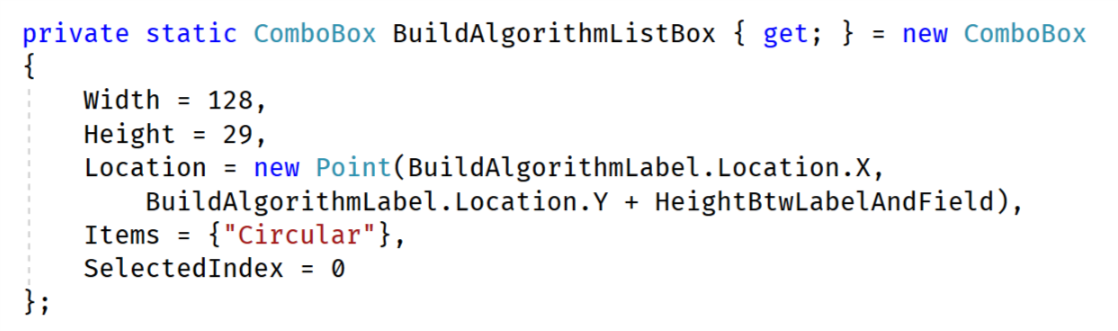 private static ComboBox BuildAlgorithmListBox { get; } = new ComboBox
{
    Width = 128,
    Height = 29,
    Location = new Point(BuildAlgorithmLabel.Location.X,
        BuildAlgorithmLabel.Location.Y + HeightBtwLabelAndField),
    Items = {"Circular"},
    SelectedIndex = 0
};